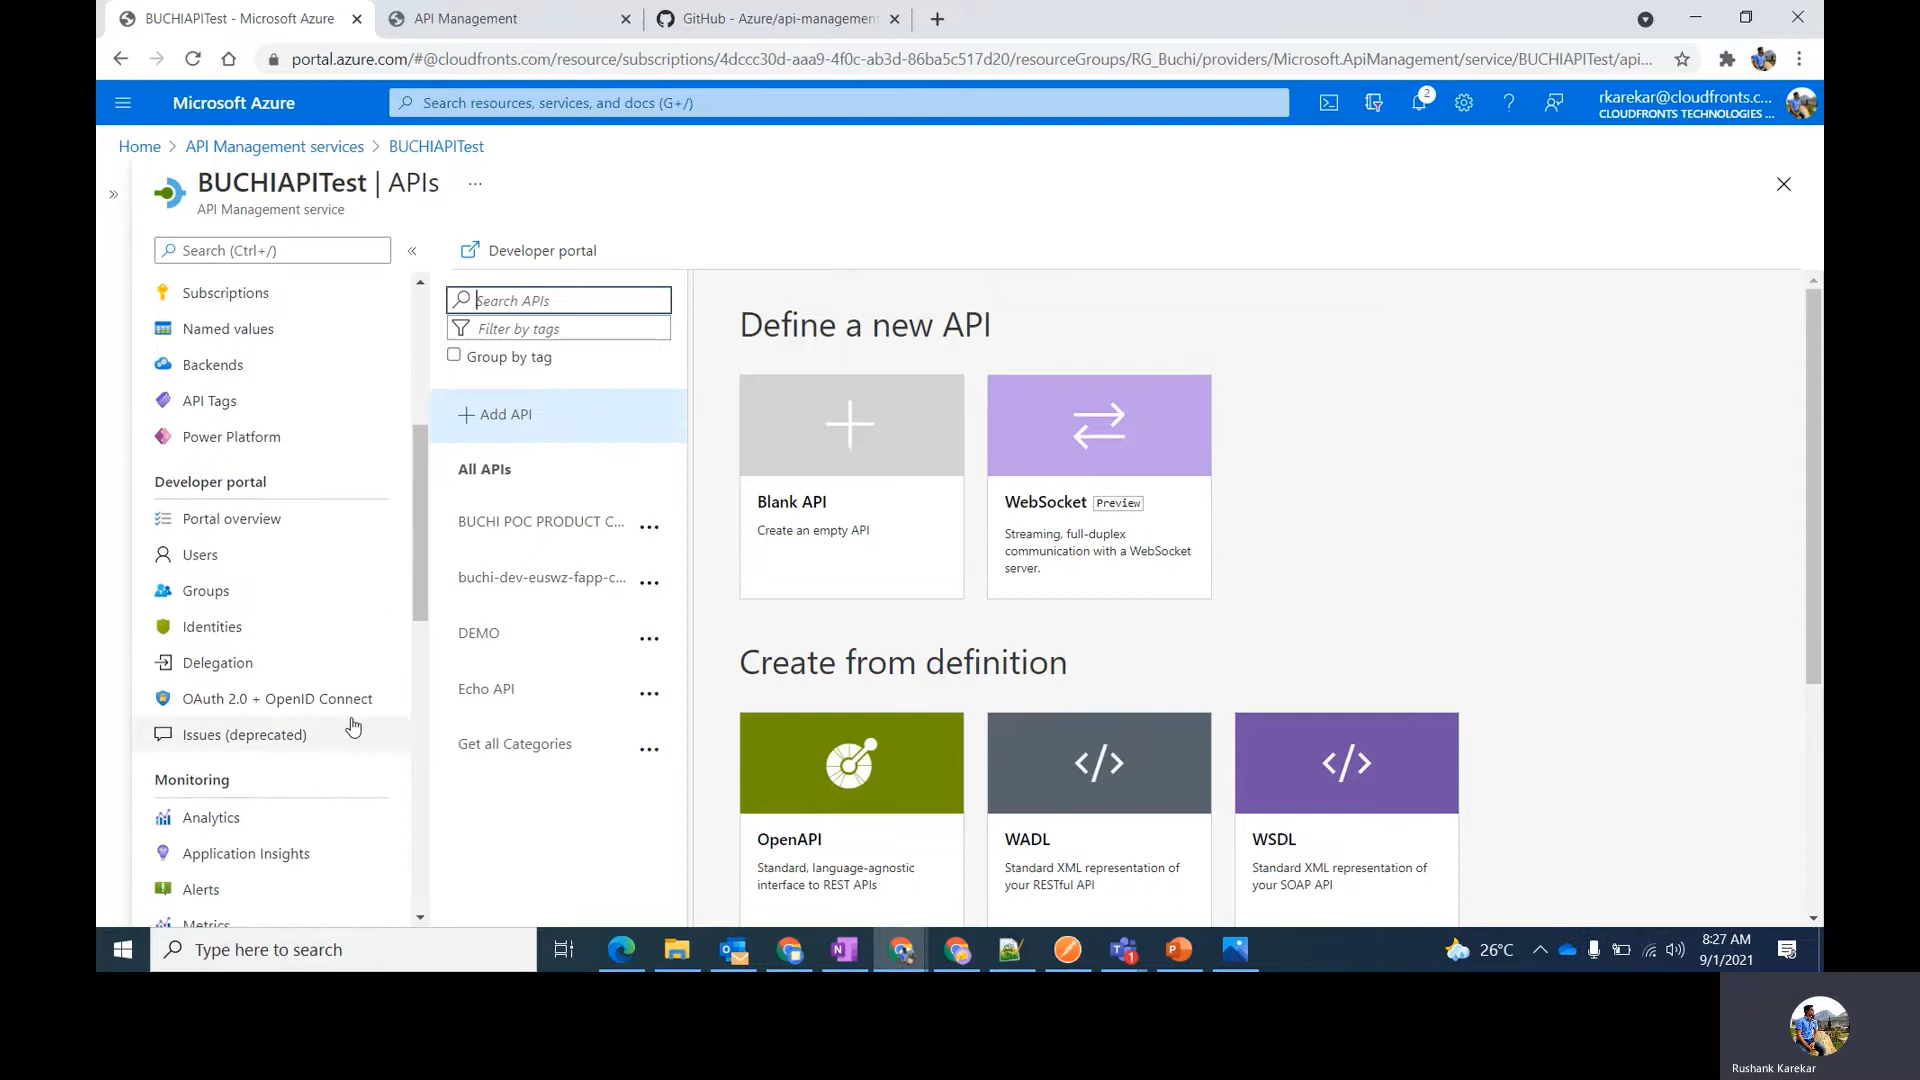 BUCHIAPITest - Microsoft Azure
API Management
GitHub - Azure/api-management
portal.azure.com/#@cloudfronts.com/resource/subscriptions/4dccc30d-aaa9-4f0c-ab3d-86ba5c517d20/resourceGroups/RG_Buchi/providers/Microsoft.ApiManagement/service/BUCHIAPITest/api...
Microsoft Azure
Search resources, services, and docs (G+/)
2
rkarekar@cloudfronts.c...
CLOUDFRONTS TECHNOLOGIES ...
Home > API Management services > BUCHIAPITest
BUCHIAPITest | APIs ...
API Management service
Search (Ctrl+/)
Subscriptions
Named values
Backends
API Tags
Power Platform
Developer portal
Portal overview
Users
Groups
Identities
Delegation
OAuth 2.0 + OpenID Connect
Issues (deprecated)
Monitoring
Analytics
Application Insights
Alerts
Metrics
Developer portal
Search APIs
Filter by tags
Group by tag
+ Add API
All APIs
BUCHI POC PRODUCT C... ...
buchi-dev-euswz-fapp-c... ...
DEMO ...
Echo API ...
Get all Categories ...
Define a new API
Blank API
Create an empty API
WebSocket Preview
Streaming, full-duplex
communication with a WebSocket
server.
Create from definition
OpenAPI
Standard, language-agnostic
interface to REST APIs
WADL
Standard XML representation of
your RESTful API
WSDL
Standard XML representation of
your SOAP API
Type here to search
1
26°C
8:27 AM
9/1/2021
Rushank Karekar